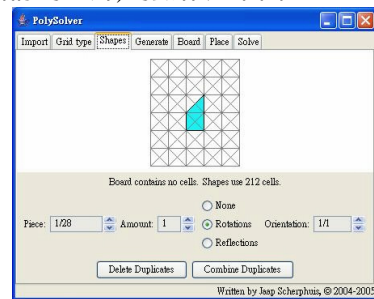 PolySolver
Import Grid type Shapes Generate Board Place Solve
Board contains no cells. Shapes use 212 cells.
None
Piece: 1/28 Amount: 1 Rotations Orientation: 1/1
Reflections
Delete Duplicates Combine Duplicates
Written by Jaap Scherphuis, © 2004-2005